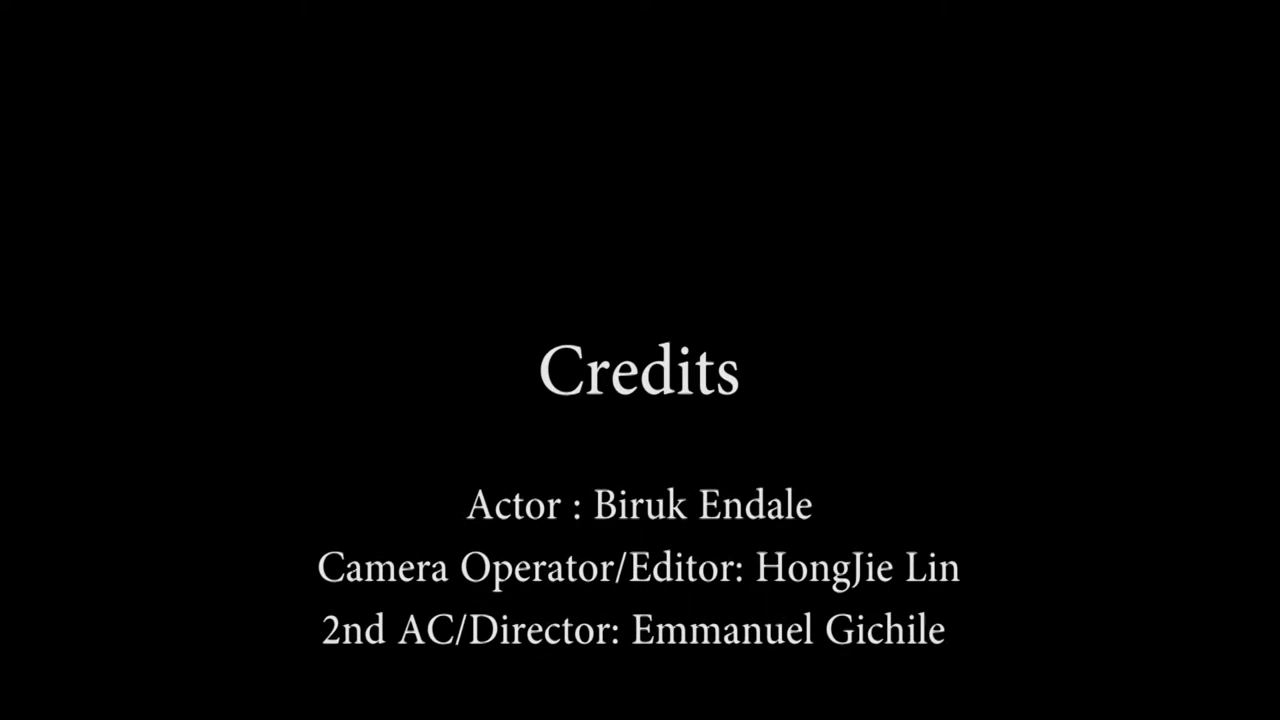 Credits
Actor : Biruk Endale
Camera Operator/Editor: HongJie Lin
2nd AC/Director: Emmanuel Gichile